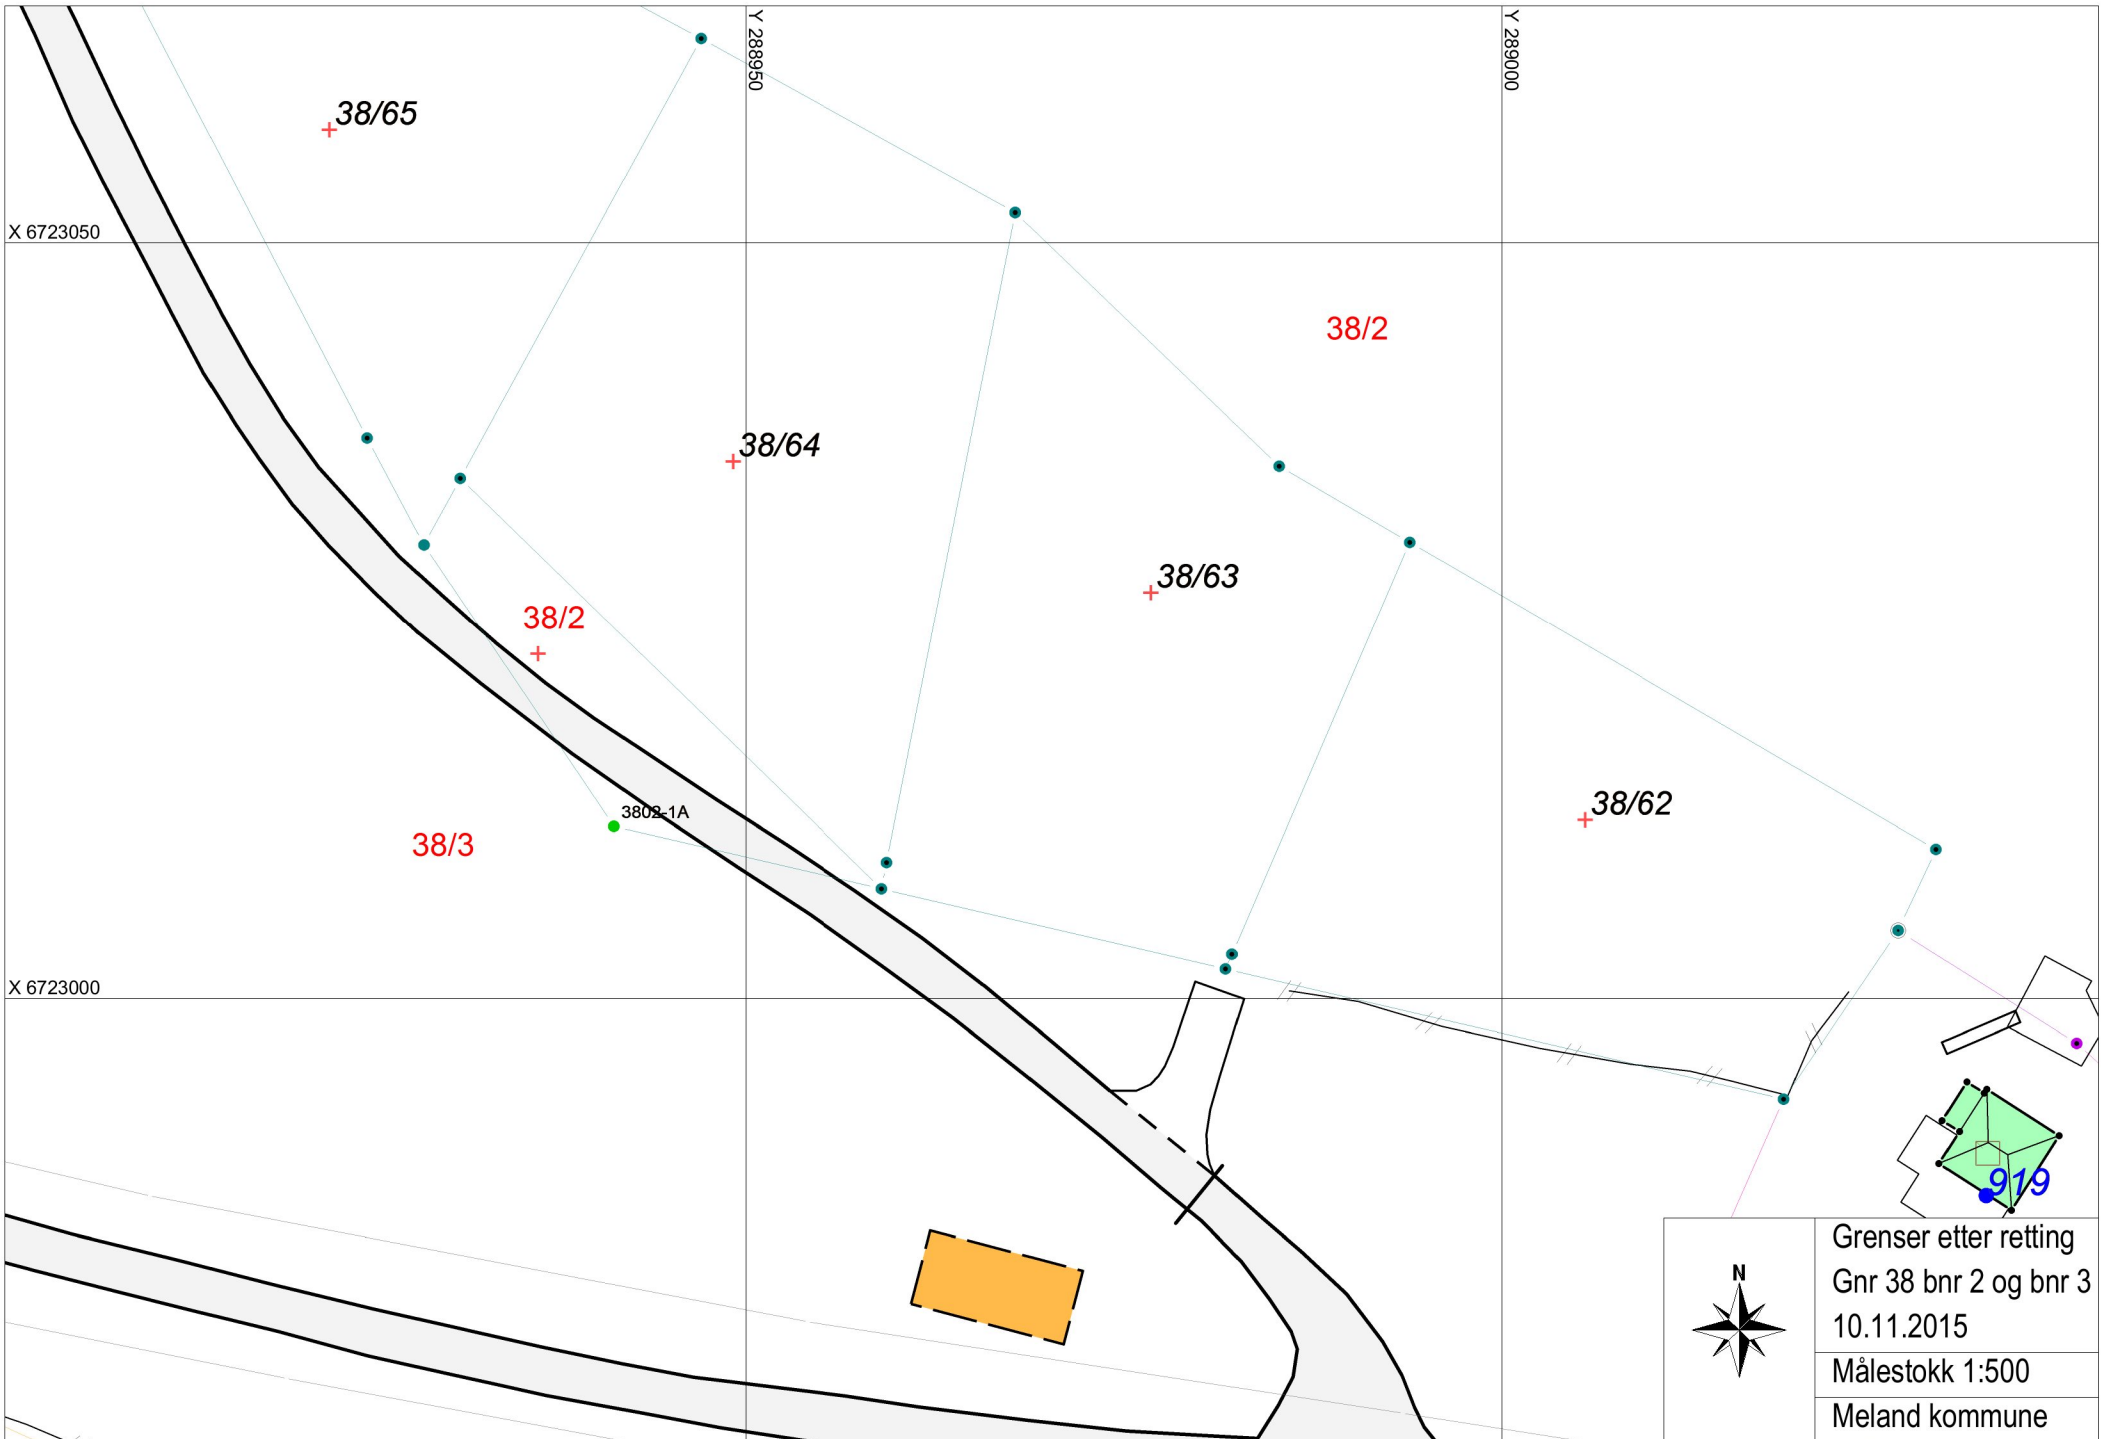 Y 288950
Y 289000
38/65
X 6723050
38/2
38/64
38/63
38/2
38/62
3802-1A
38/3
X 6723000
919
N
Grenser etter retting
Gnr 38 bnr 2 og bnr 3
10.11.2015
Målestokk 1:500
Meland kommune